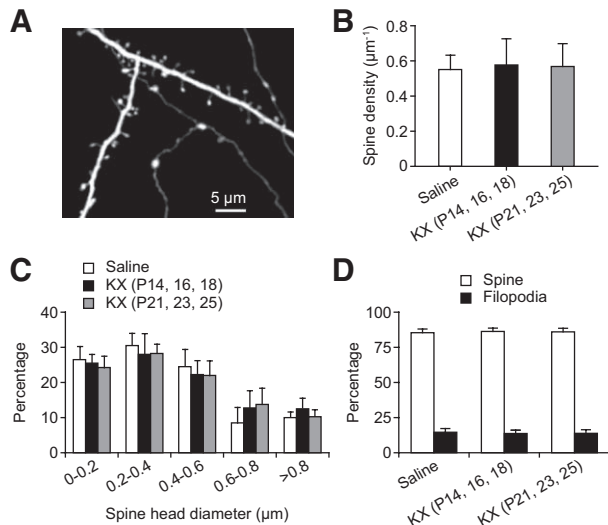 A
5 µm
B
Spine density (µm-1)
0.8
0.6
0.4
0.2
0
Saline
KX (P14, 16, 18)
KX (P21, 23, 25)
C
Saline
KX (P14, 16, 18)
KX (P21, 23, 25)
Percentage
40
30
20
10
0
0-0.2
0.2-0.4
0.4-0.6
0.6-0.8
>0.8
Spine head diameter (µm)
D
Spine
Filopodia
Percentage
100
75
50
25
0
Saline
KX (P14, 16, 18)
KX (P21, 23, 25)